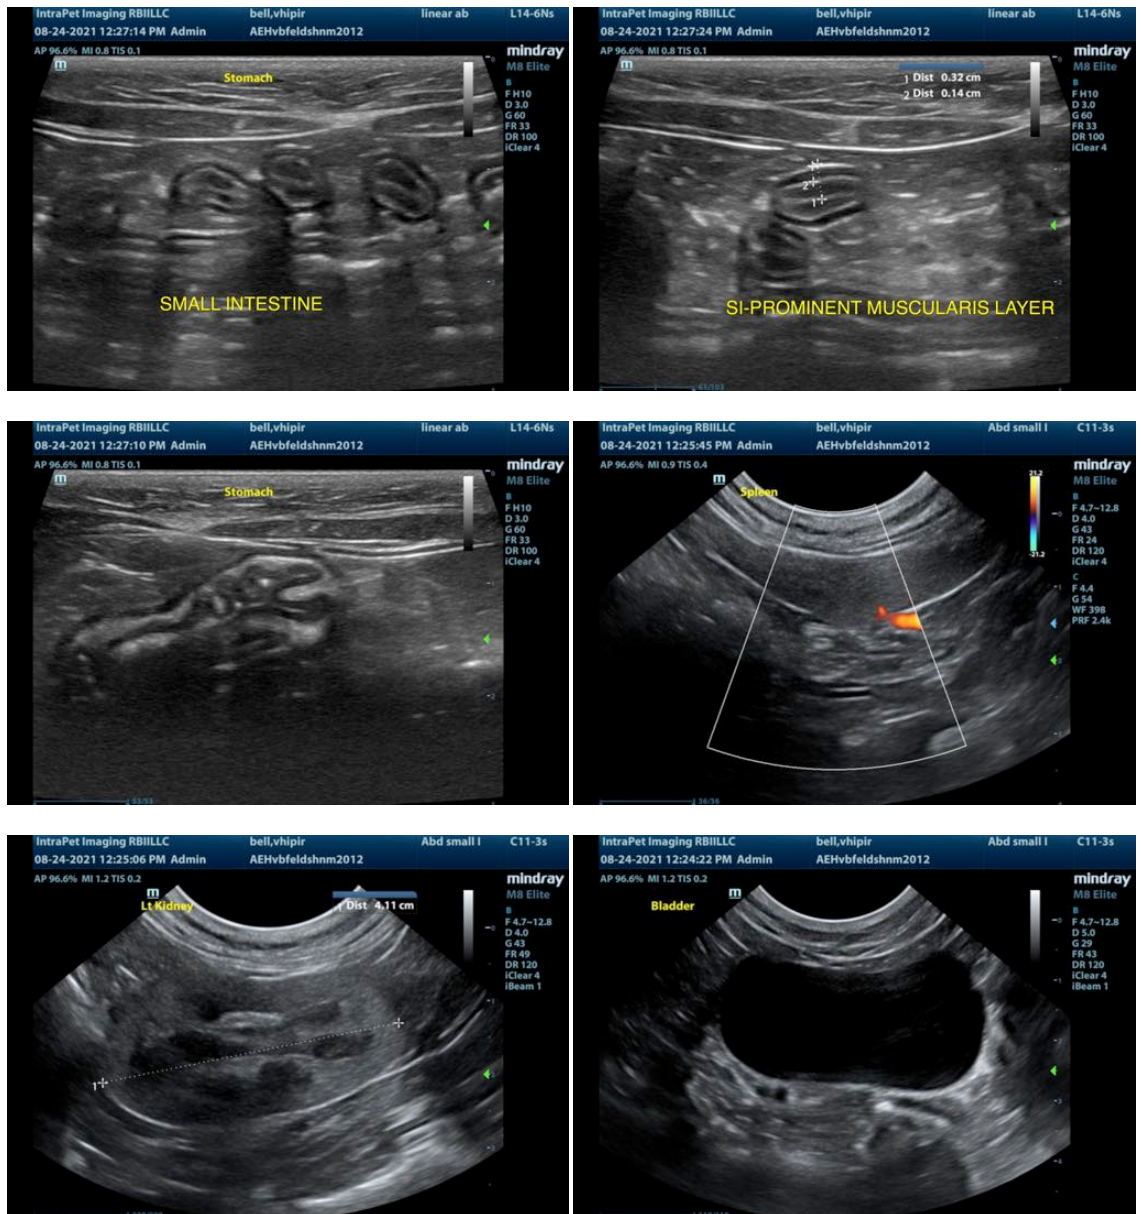 IntraPet Imaging RBIILLC bell,vhipir linear ab L14-6Ns
08-24-2021 12:27:14 PM Admin AEHvbfeldshnm2012
AP 96.6% MI 0.8 TIS 0.1 mindray
m
M8 Elite
Stomach
B
F H10
D 3.0
G 60
FR 33
DR 100
iClear 4
SMALL INTESTINE
IntraPet Imaging RBIILLC bell,vhipir linear ab L14-6Ns
08-24-2021 12:27:24 PM Admin AEHvbfeldshnm2012
AP 96.6% MI 0.8 TIS 0.1 mindray
m
M8 Elite
1 Dist 0.32 cm
2 Dist 0.14 cm
B
F H10
D 3.0
G 60
FR 33
DR 100
iClear 4
2
1
SI-PROMINENT MUSCULARIS LAYER
63/103
IntraPet Imaging RBIILLC bell,vhipir linear ab L14-6Ns
08-24-2021 12:27:10 PM Admin AEHvbfeldshnm2012
AP 96.6% MI 0.8 TIS 0.1 mindray
m
M8 Elite
Stomach
B
F H10
D 3.0
G 60
FR 33
DR 100
iClear 4
53/53
IntraPet Imaging RBIILLC bell,vhipir Abd small I C11-3s
08-24-2021 12:25:45 PM Admin AEHvbfeldshnm2012
AP 96.6% MI 0.9 TIS 0.4 mindray
m
M8 Elite
21.2
Spleen
B
F 4.7~12.8
D 4.0
G 43
FR 24
DR 120
iClear 4
-21.2
C
F 4.4
G 54
WF 398
PRF 2.4k
36/36
IntraPet Imaging RBIILLC bell,vhipir Abd small I C11-3s
08-24-2021 12:25:06 PM Admin AEHvbfeldshnm2012
AP 96.6% MI 1.2 TIS 0.2 mindray
m
M8 Elite
Lt Kidney
1 Dist 4.11 cm
B
F 4.7~12.8
D 4.0
G 43
FR 49
DR 120
iClear 4
iBeam 1
1
IntraPet Imaging RBIILLC bell,vhipir Abd small I C11-3s
08-24-2021 12:24:22 PM Admin AEHvbfeldshnm2012
AP 96.6% MI 1.2 TIS 0.2 mindray
m
M8 Elite
Bladder
B
F 4.7~12.8
D 5.0
G 29
FR 43
DR 120
iClear 4
iBeam 1